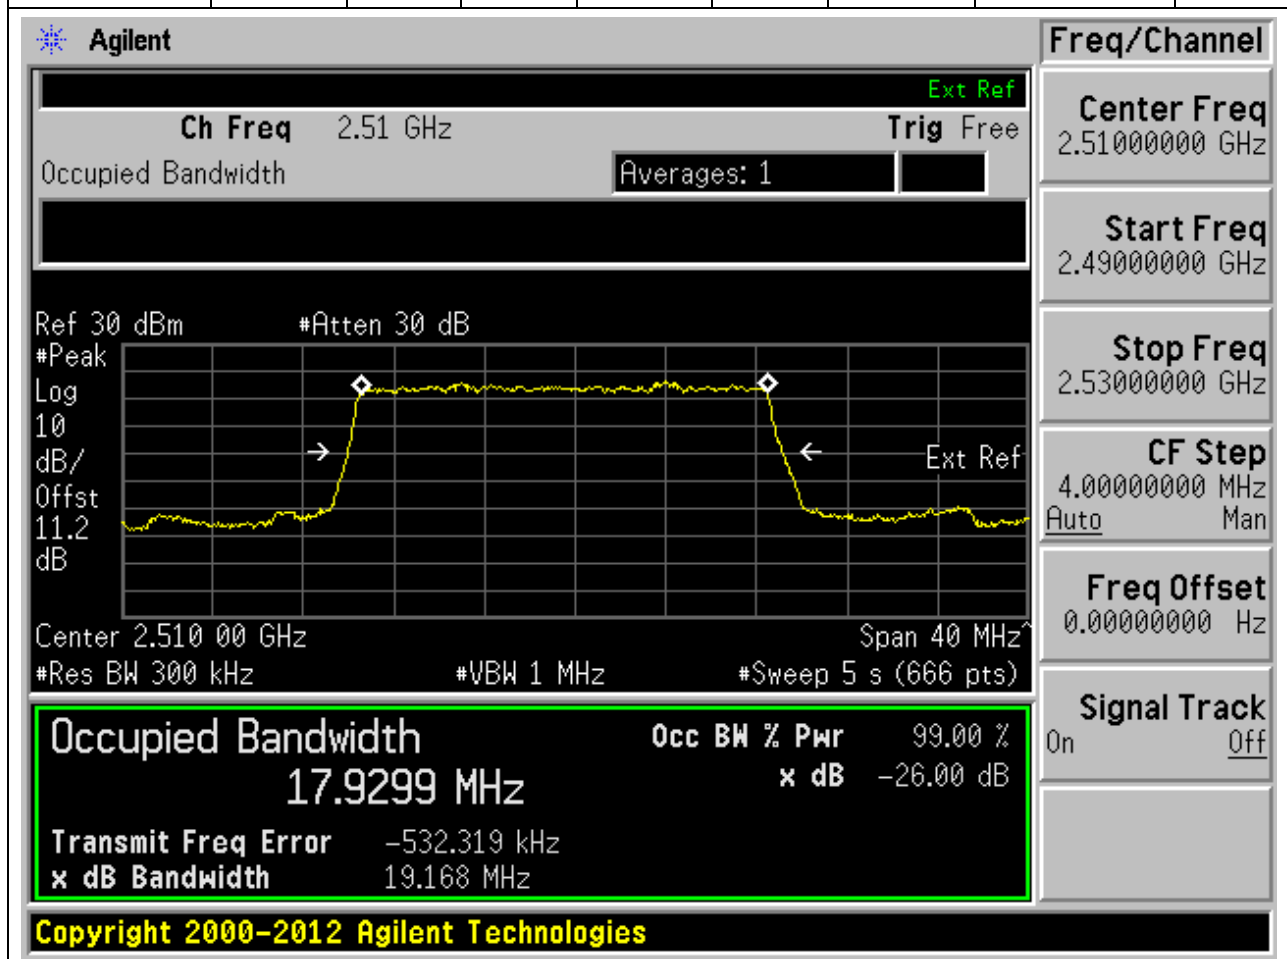 Agilent
Freq/Channel
Ext Ref
Ch Freq 2.51 GHz Trig Free
Occupied Bandwidth Averages: 1
Center Freq
2.51000000 GHz
Start Freq
2.49000000 GHz
Stop Freq
2.53000000 GHz
CF Step
4.00000000 MHz
Auto Man
Freq Offset
0.00000000 Hz
Signal Track
On Off
Ref 30 dBm #Atten 30 dB
#Peak
Log
10
dB/
Offst
11.2
dB
Ext Ref
Center 2.510 00 GHz Span 40 MHz^
#Res BW 300 kHz #VBW 1 MHz #Sweep 5 s (666 pts)
Occupied Bandwidth
17.9299 MHz
Occ BW % Pwr 99.00 %
x dB -26.00 dB
Transmit Freq Error -532.319 kHz
x dB Bandwidth 19.168 MHz
Copyright 2000-2012 Agilent Technologies